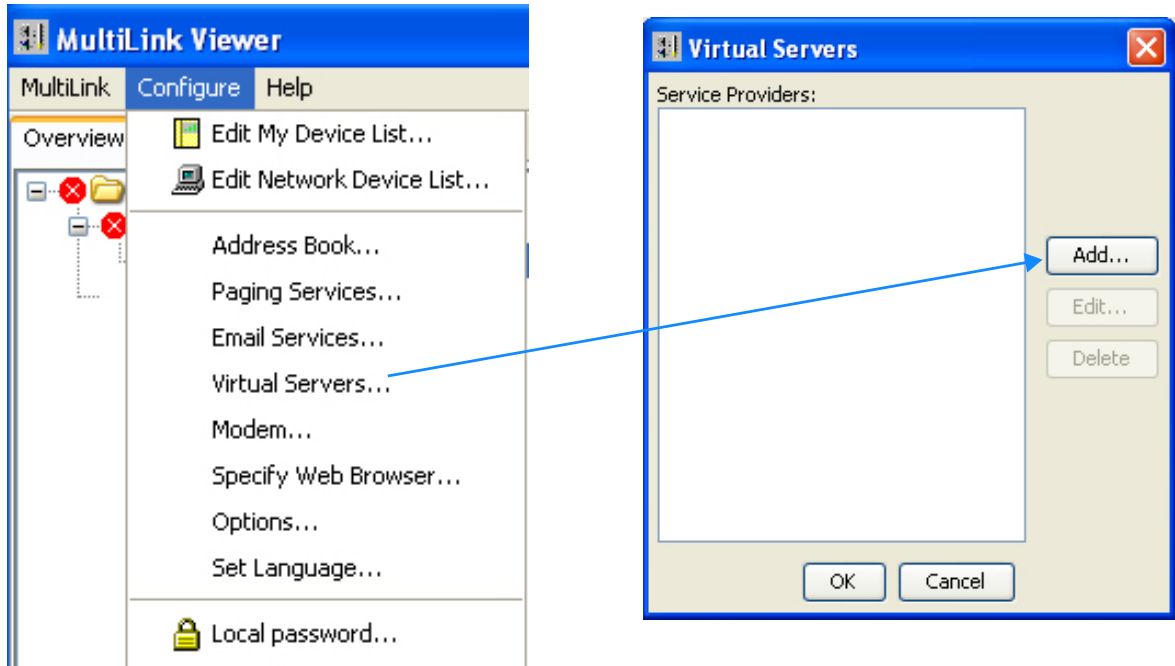 MultiLink Viewer
MultiLink Configure Help
Overview
Edit My Device List...
Edit Network Device List...
Address Book...
Paging Services...
Email Services...
Virtual Servers...
Modem...
Specify Web Browser...
Options...
Set Language...
Local password...
Virtual Servers
Service Providers:
Add...
Edit...
Delete
OK Cancel